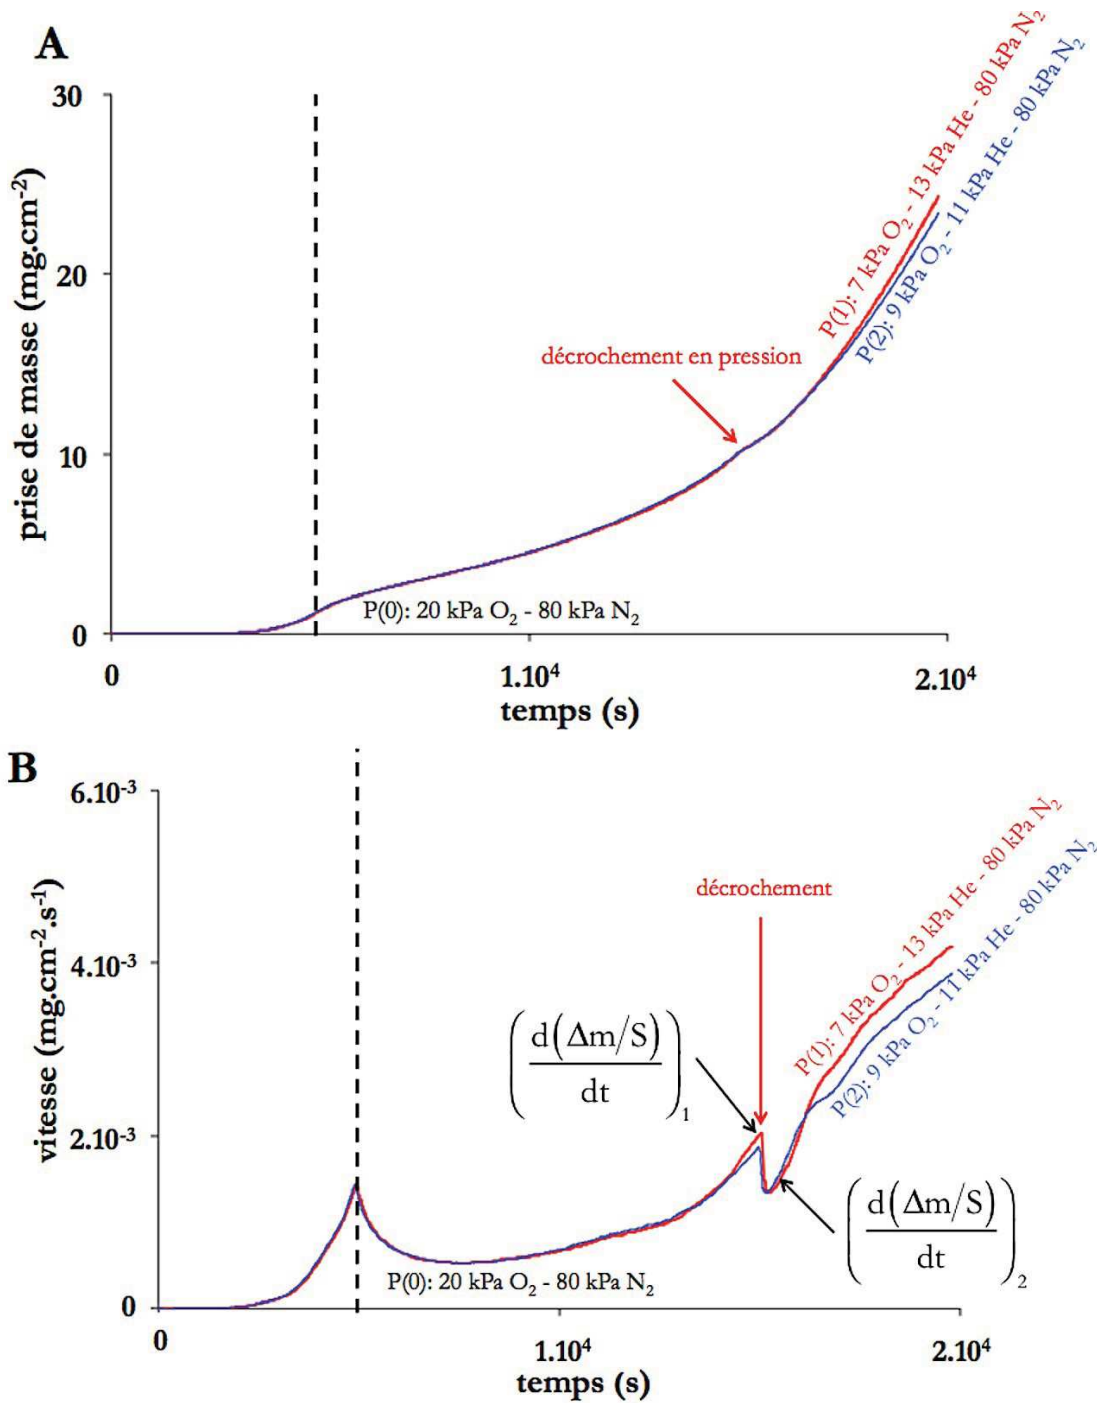 A
prise de masse (mg.cm-2)
30
20
10
0
P(1): 7 kPa O2 - 13 kPa He - 80 kPa N2
P(2): 9 kPa O2 - 11 kPa He - 80 kPa N2
décrochement en pression
P(0): 20 kPa O2 - 80 kPa N2
0
1.10⁴
2.10⁴
temps (s)
B
vitesse (mg.cm-2.s-1)
6.10-3
4.10-3
2.10-3
0
décrochement
P(1): 7 kPa O2 - 13 kPa He - 80 kPa N2
P(2): 9 kPa O2 - 11 kPa He - 80 kPa N2
(d(Δm/S)/dt)1
(d(Δm/S)/dt)2
P(0): 20 kPa O2 - 80 kPa N2
0
1.10⁴
2.10⁴
temps (s)